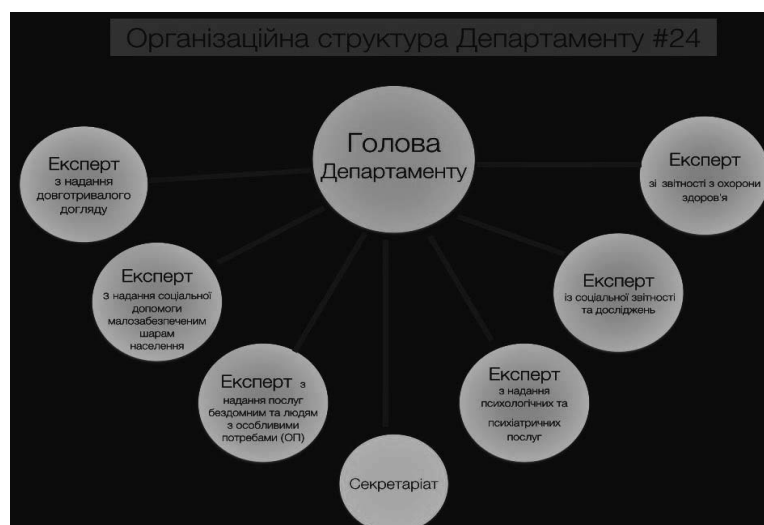 Організаційна структура Департаменту #24
Голова
Департаменту
Експерт
з надання
довготривалого
догляду
Експерт
зі звітності з охорони
здоров'я
Експерт
з надання соціальної
допомоги
малозабезпеченим
шарам
населення
Експерт
із соціальної звітності
та досліджень
Експерт з
надання послуг
бездомним та людям
з особливими
потребами (ОП)
Експерт
з надання
психологічних та
психіатричних
послуг
Секретаріат